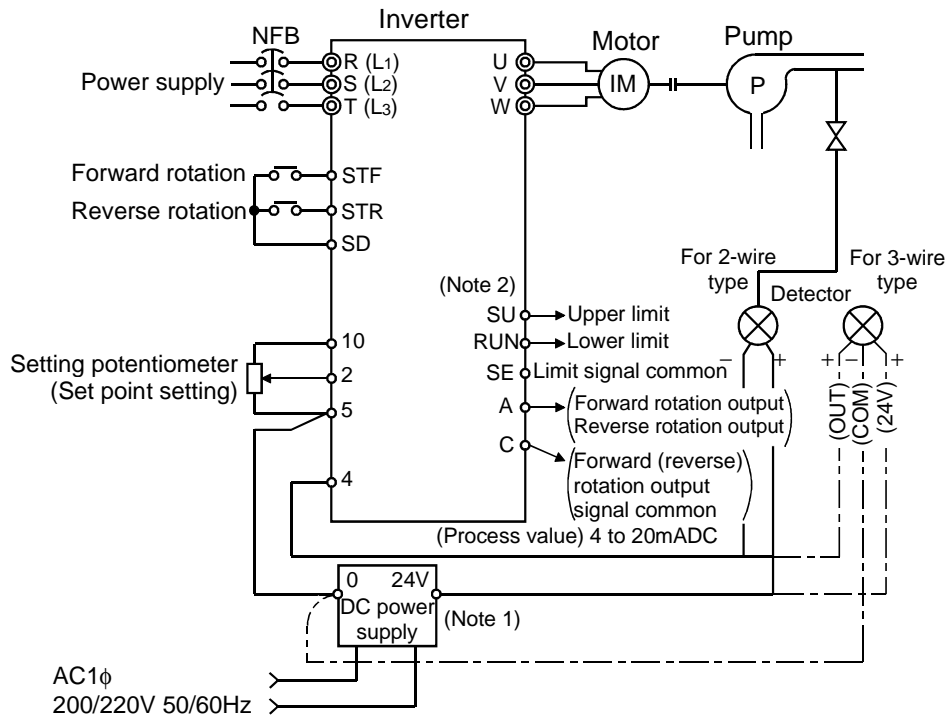 Inverter
NFB
Motor
Pump
Power supply
R (L1)
S (L2)
T (L3)
U
V
W
IM
P
Forward rotation
STF
Reverse rotation
STR
SD
For 2-wire
type
For 3-wire
type
Detector
(Note 2)
SU
Upper limit
RUN
Lower limit
SE
Limit signal common
− +
+ − +
(OUT)
(COM)
(24V)
10
Setting potentiometer
(Set point setting)
2
5
A
(Forward rotation output
Reverse rotation output)
C
(Forward (reverse)
rotation output
signal common)
4
(Process value) 4 to 20mADC
0 24V
DC power
supply
(Note 1)
AC1ϕ
200/220V 50/60Hz